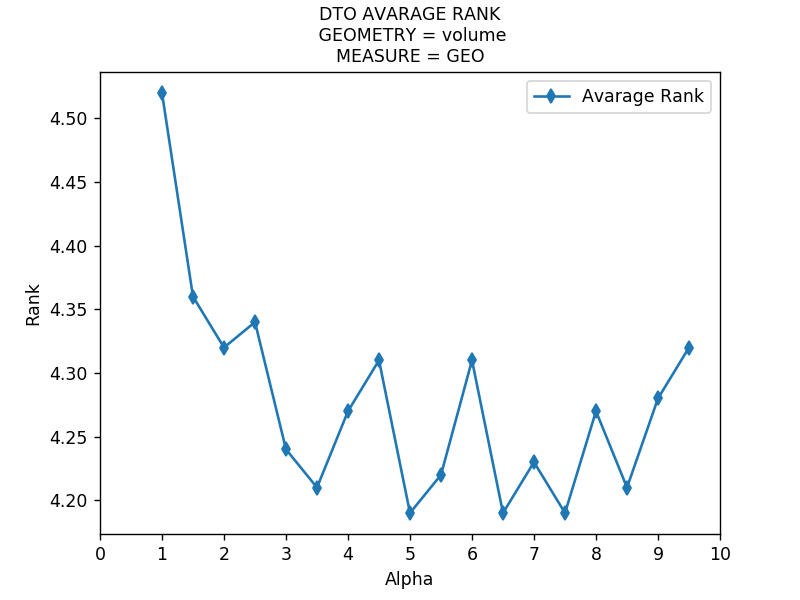 DTO AVARAGE RANK
GEOMETRY = volume
MEASURE = GEO
Avarage Rank
4.50
4.45
4.40
4.35
4.30
4.25
4.20
Rank
0 1 2 3 4 5 6 7 8 9 10
Alpha